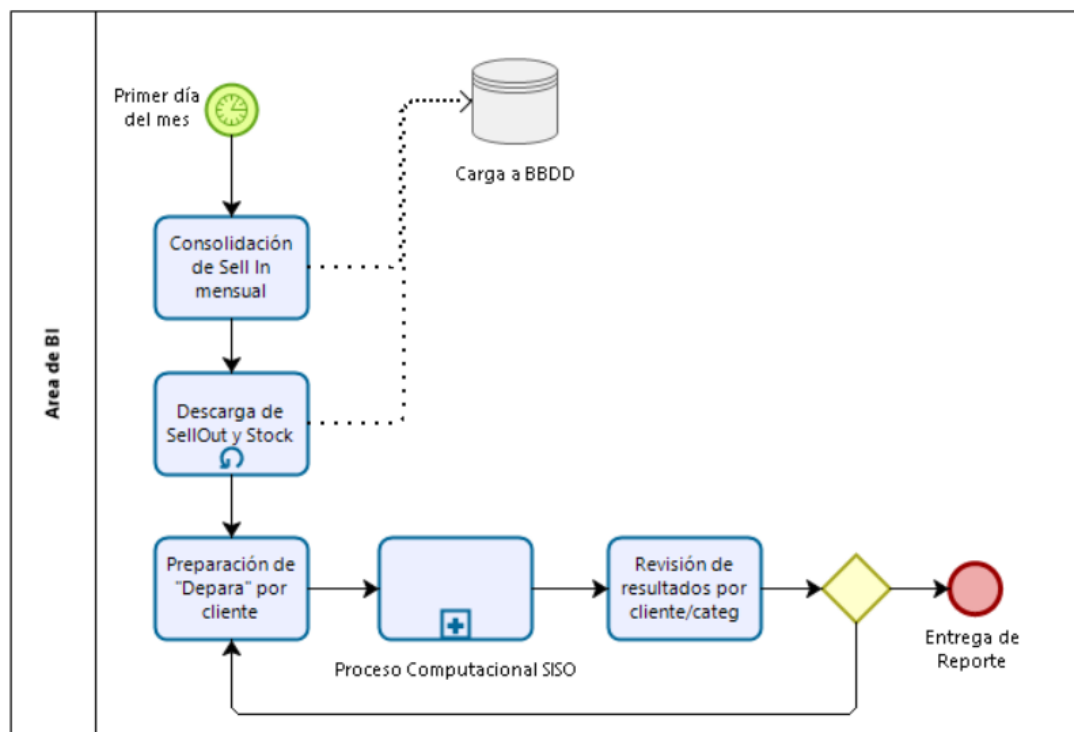 Area de BI
Primer día
del mes
Carga a BBDD
Consolidación
de Sell In
mensual
Descarga de
SellOut y Stock
Preparación de
"Depara" por
cliente
Proceso Computacional SISO
Revisión de
resultados por
cliente/categ
Entrega de
Reporte